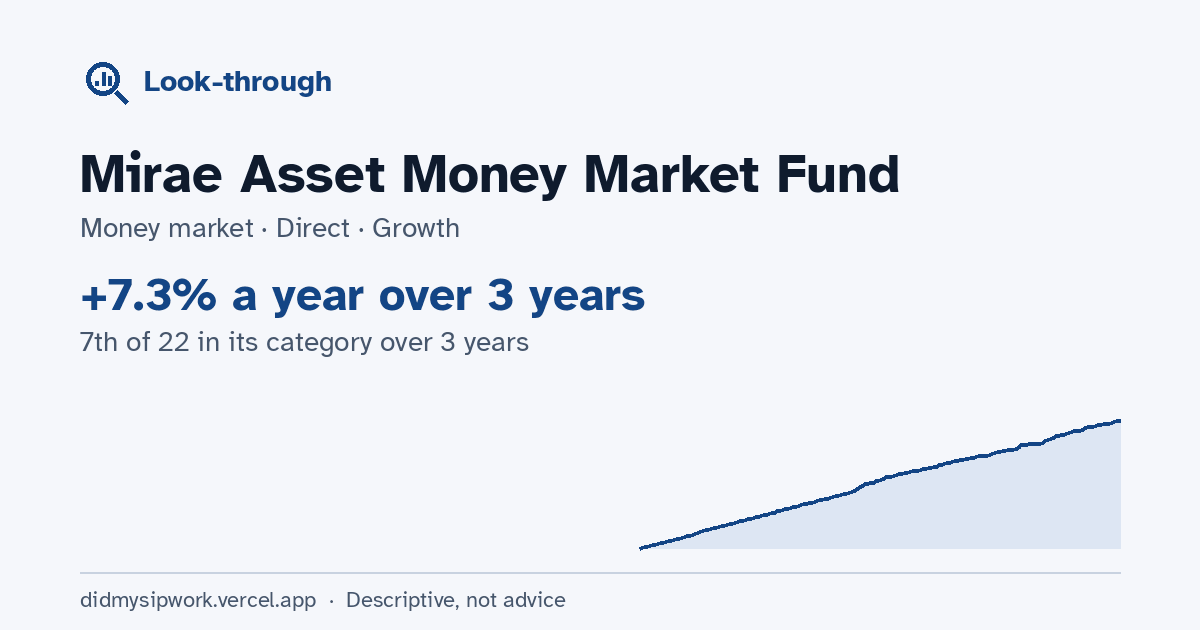 Look-through
Mirae Asset Money Market Fund
Money market · Direct · Growth
+7.3% a year over 3 years
7th of 22 in its category over 3 years
didmysipwork.vercel.app · Descriptive, not advice